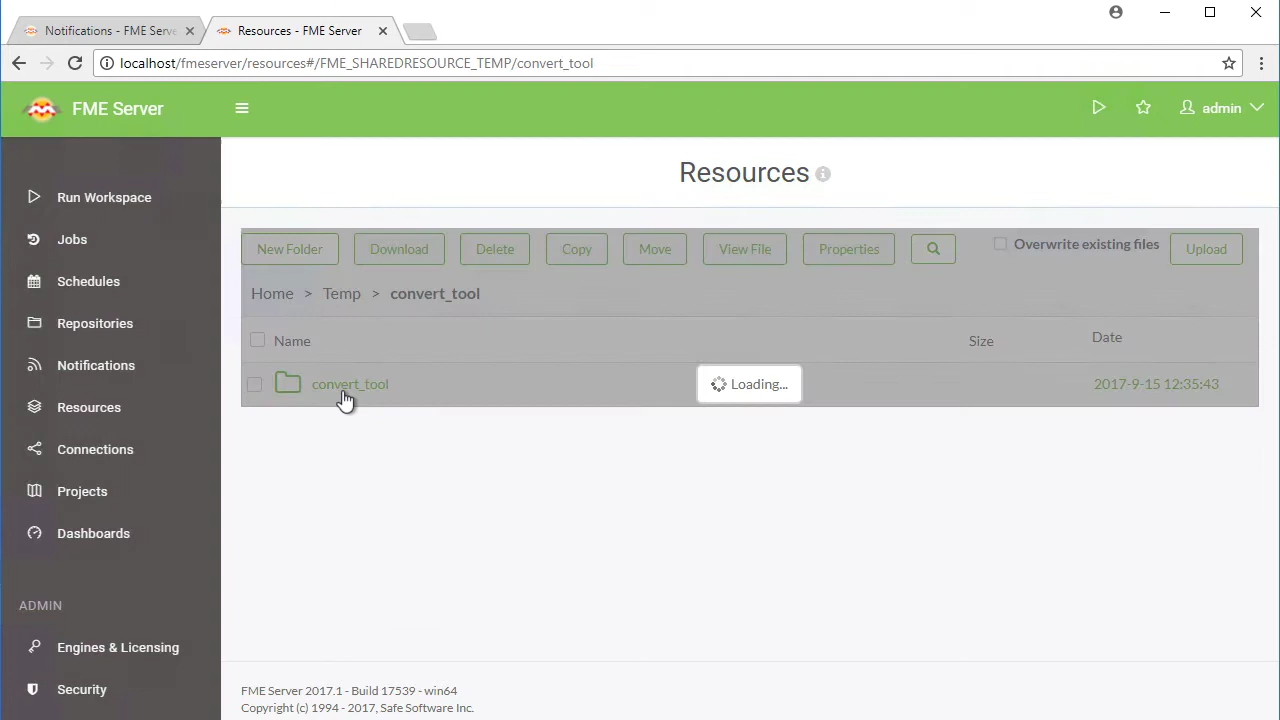 Notifications - FME Serve
Resources - FME Server
localhost/fmeserver/resources#/FME_SHAREDRESOURCE_TEMP/convert_tool
FME Server
admin
Run Workspace
Jobs
Schedules
Repositories
Notifications
Resources
Connections
Projects
Dashboards
ADMIN
Engines & Licensing
Security
Resources
New Folder Download Delete Copy Move View File Properties Overwrite existing files Upload
Home > Temp > convert_tool
Name Size Date
convert_tool Loading... 2017-9-15 12:35:43
FME Server 2017.1 - Build 17539 - win64
Copyright (c) 1994 - 2017, Safe Software Inc.